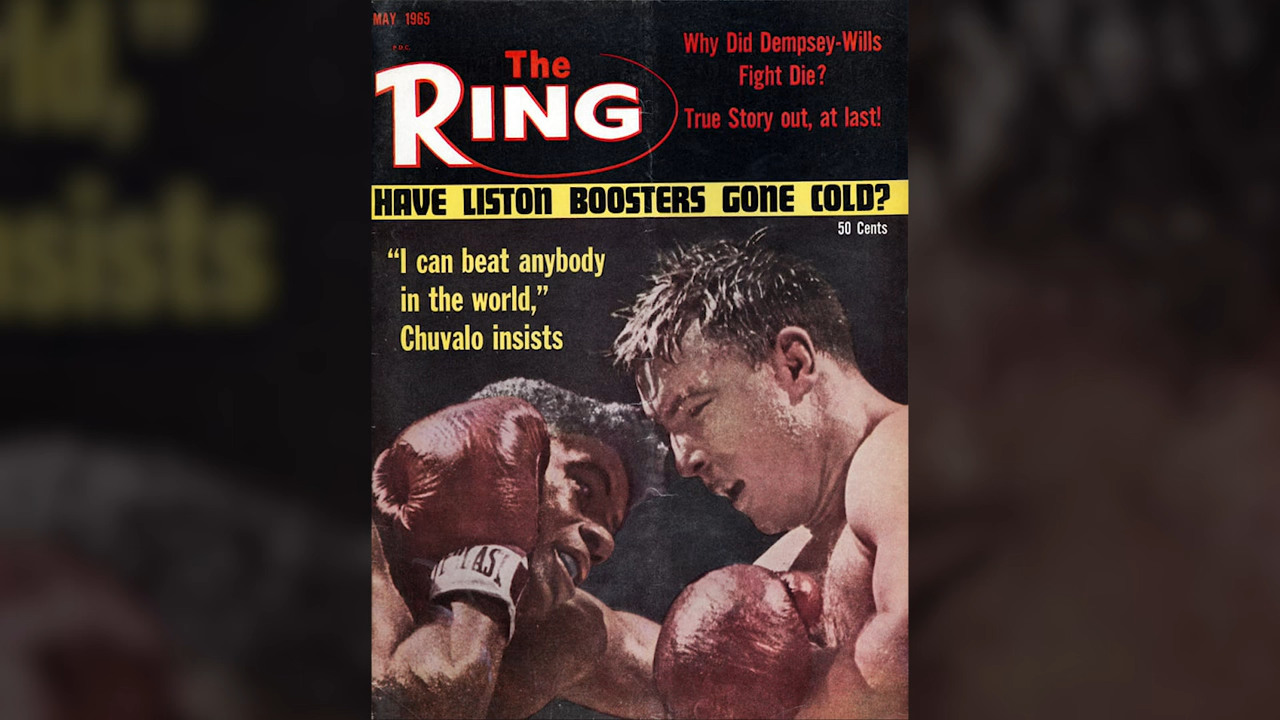 MAY 1965
The
RING
Why Did Dempsey-Wills
Fight Die?
True Story out, at last!
HAVE LISTON BOOSTERS GONE COLD?
50 Cents
“I can beat anybody
in the world,”
Chuvalo insists